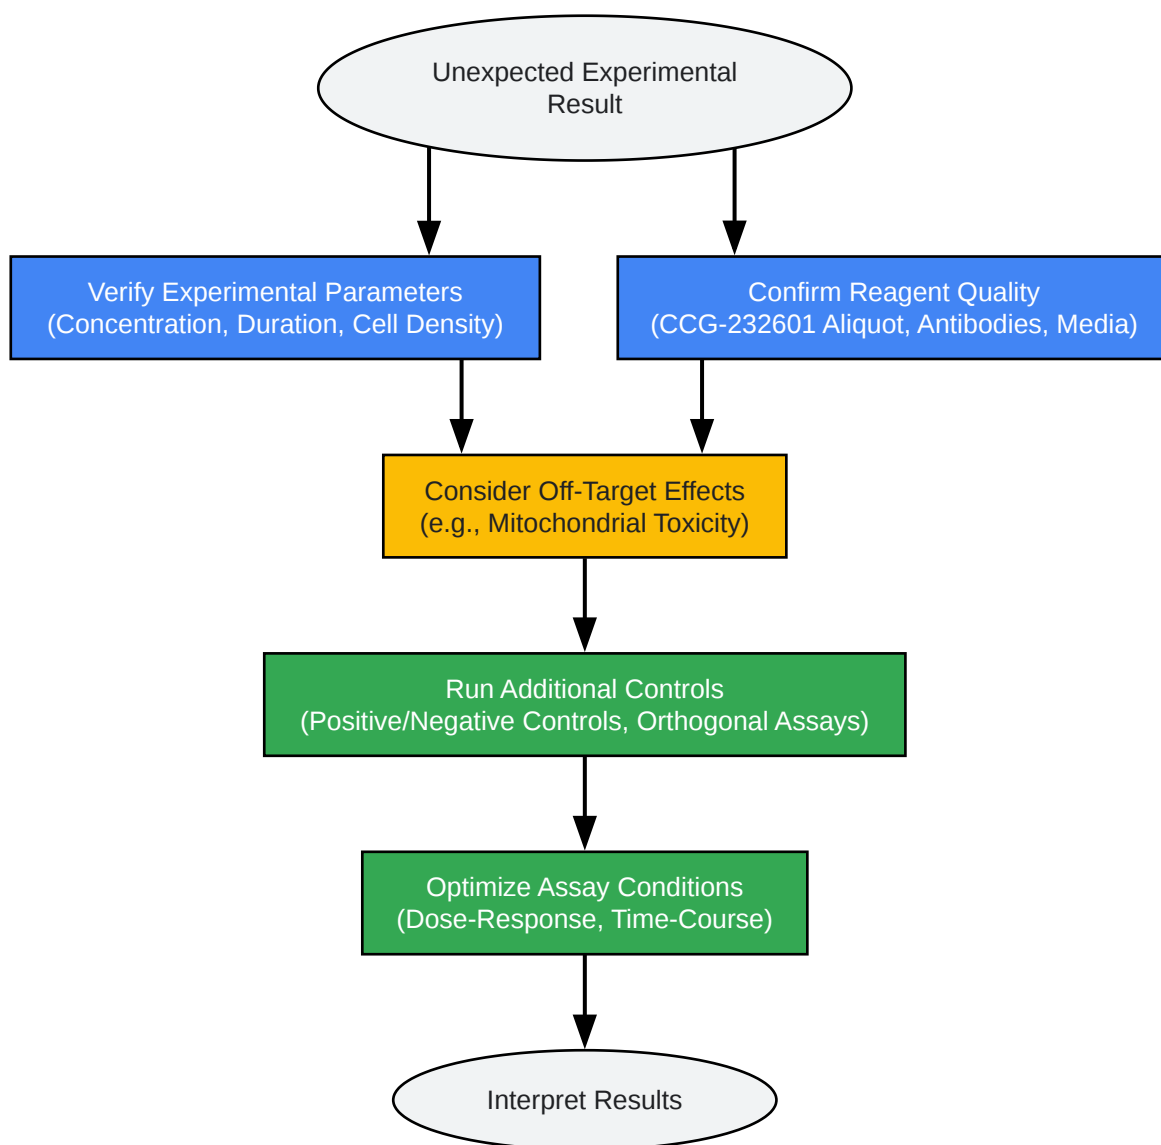 Unexpected Experimental
Result
Verify Experimental Parameters
(Concentration, Duration, Cell Density)
Confirm Reagent Quality
(CCG-232601 Aliquot, Antibodies, Media)
Consider Off-Target Effects
(e.g., Mitochondrial Toxicity)
Run Additional Controls
(Positive/Negative Controls, Orthogonal Assays)
Optimize Assay Conditions
(Dose-Response, Time-Course)
Interpret Results